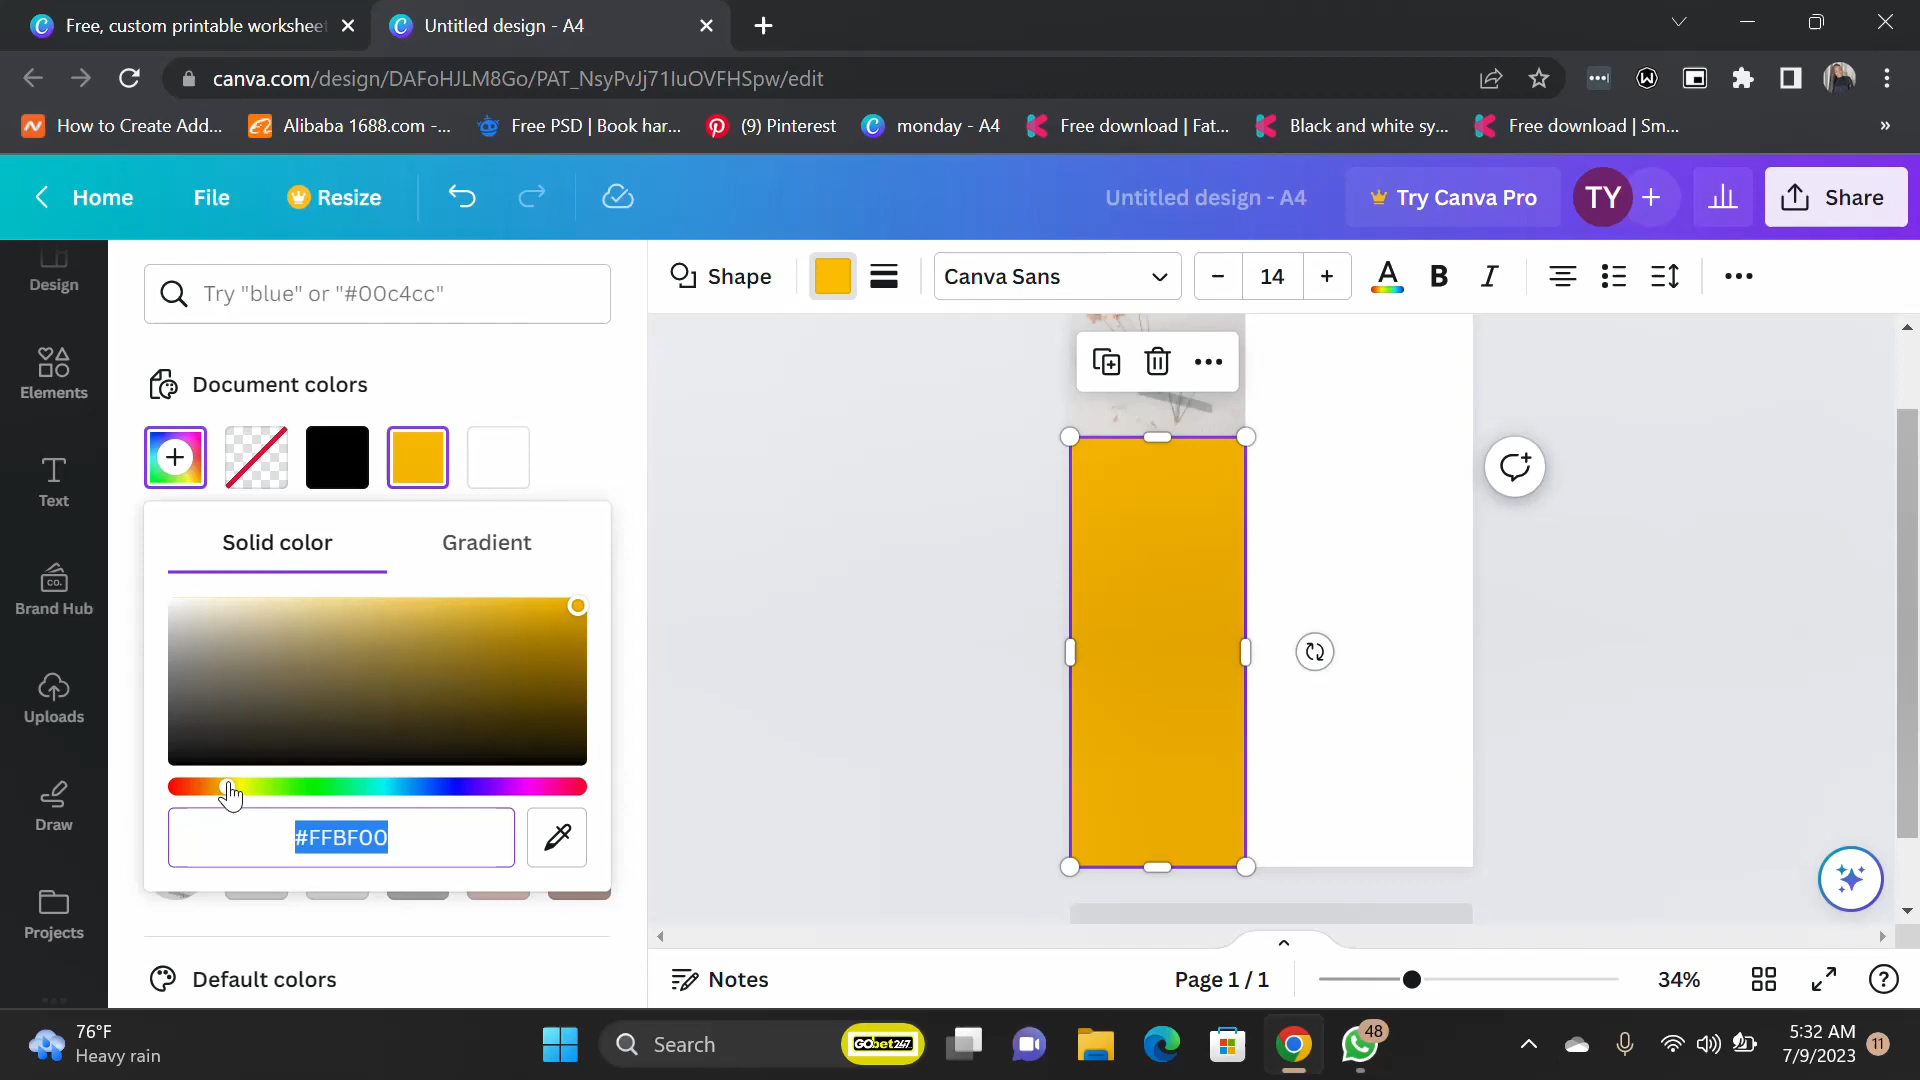 Free, custom printable worksheet
Untitled design - A4
canva.com/design/DAFoHJLM8Go/PAT_NsyPvJj71IuOVFHSpw/edit
How to Create Add...
Alibaba 1688.com -...
Free PSD | Book har...
(9) Pinterest
monday - A4
Free download | Fat...
Black and white sy...
Free download | Sm...
»
Home
File
Resize
Untitled design - A4
Try Canva Pro
TY
+
Share
Design
Elements
Text
CO.
Brand Hub
Uploads
Draw
Projects
Try "blue" or "#00c4cc"
Document colors
Solid color
Gradient
#FFBF00
Default colors
Shape
Canva Sans
− 14 +
A
B
I
Notes
Page 1 / 1
34%
76°F
Heavy rain
Search
GObet247
48
5:32 AM
7/9/2023
11